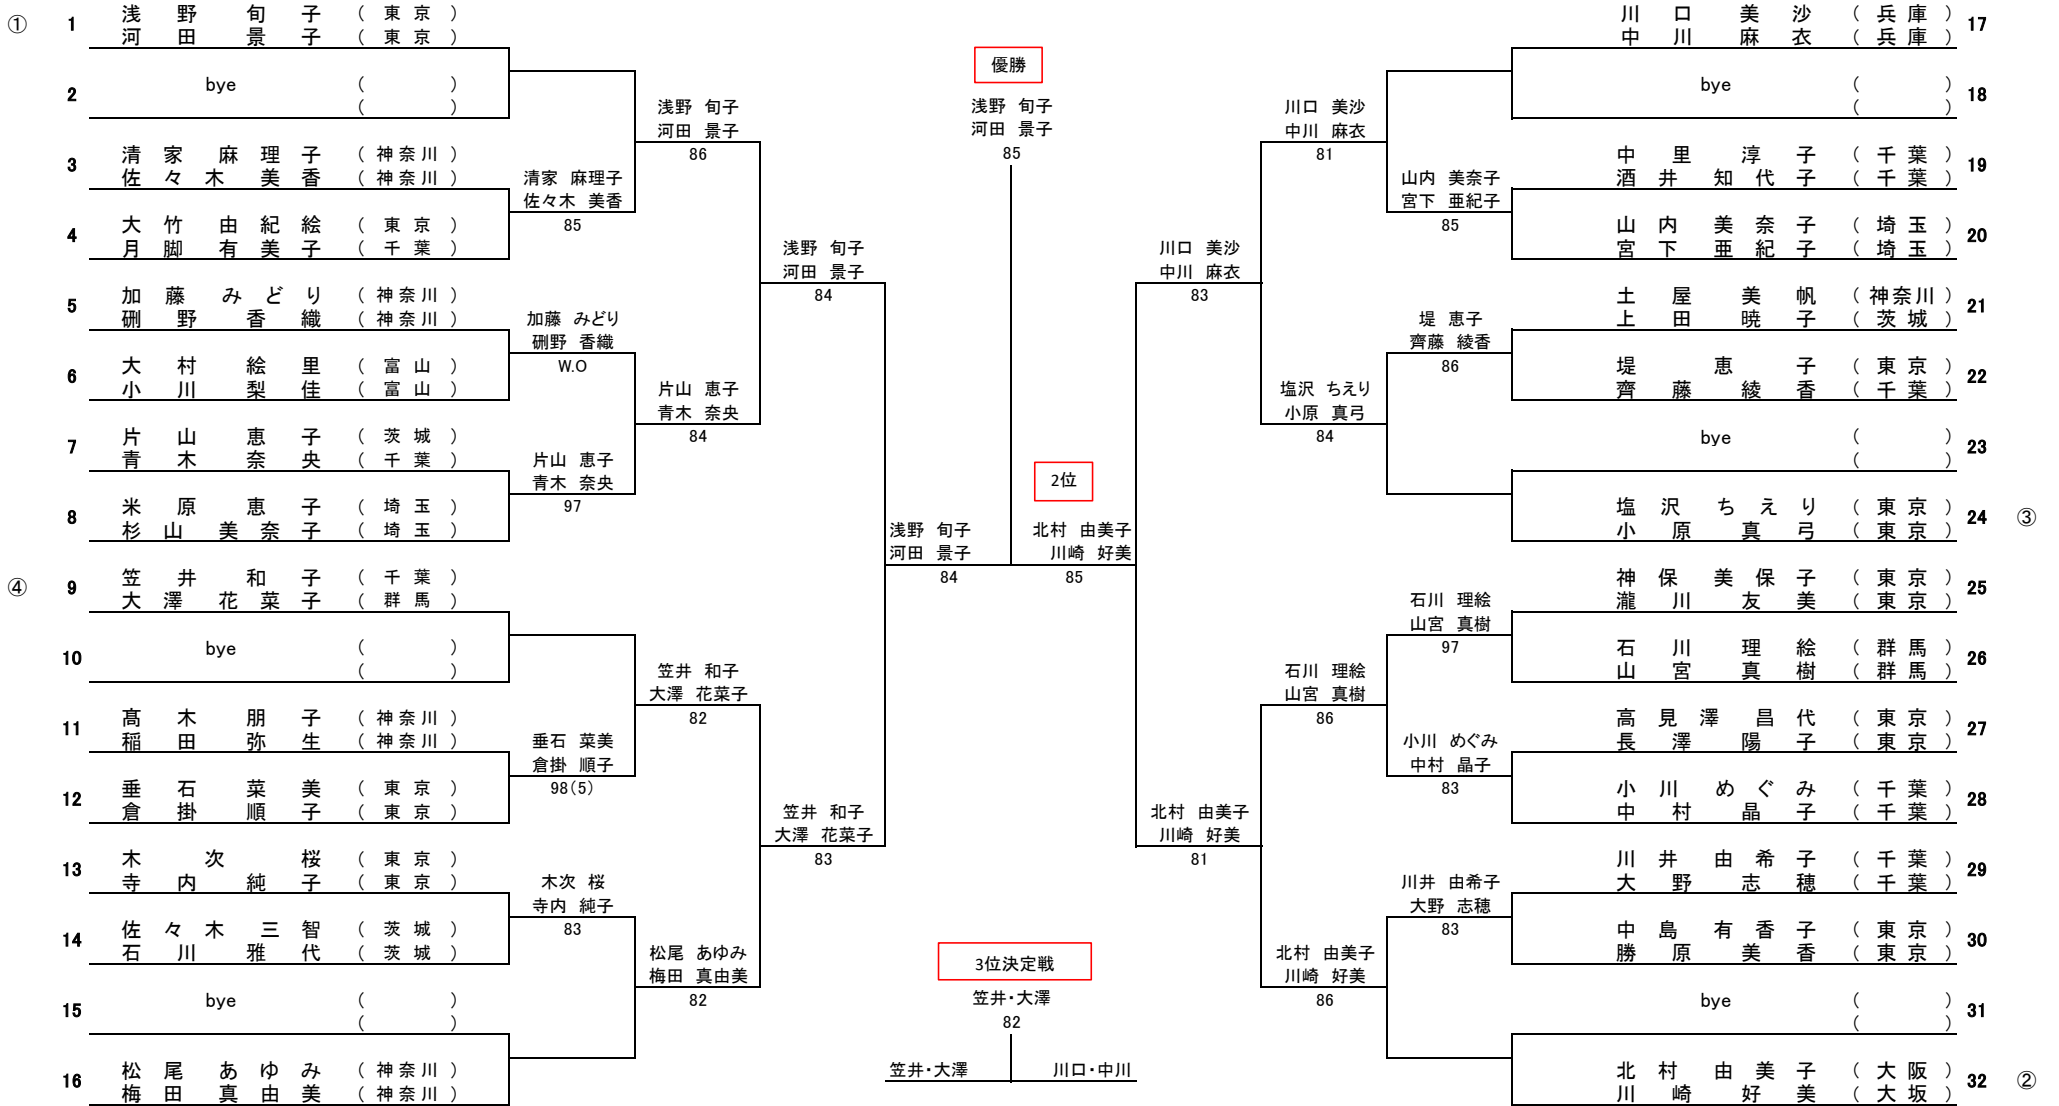 ① 1 浅野 旬子 (東京)
河田 景子 (東京)
2 bye ( )
( )
3 清家 麻理子 (神奈川)
佐々木 美香 (神奈川)
4 大竹 由紀絵 (東京)
月脚 有美子 (千葉)
5 加藤 みどり (神奈川)
硎野 香織 (神奈川)
6 大村 絵里 (富山)
小川 梨佳 (富山)
7 片山 恵子 (茨城)
青木 奈央 (千葉)
8 米原 恵子 (埼玉)
杉山 美奈子 (埼玉)
④ 9 笠井 和子 (千葉)
大澤 花菜子 (群馬)
10 bye ( )
( )
11 髙木 朋子 (神奈川)
稲田 弥生 (神奈川)
12 垂石 菜美 (東京)
倉掛 順子 (東京)
13 木次 桜 (東京)
寺内 純子 (東京)
14 佐々木 三智 (茨城)
石川 雅代 (茨城)
15 bye ( )
( )
16 松尾 あゆみ (神奈川)
梅田 真由美 (神奈川)
清家 麻理子
佐々木 美香
85
加藤 みどり
硎野 香織
W.O
片山 恵子
青木 奈央
97
垂石 菜美
倉掛 順子
98(5)
木次 桜
寺内 純子
83
浅野 旬子
河田 景子
86
片山 恵子
青木 奈央
84
笠井 和子
大澤 花菜子
82
松尾 あゆみ
梅田 真由美
82
浅野 旬子
河田 景子
84
笠井 和子
大澤 花菜子
83
浅野 旬子
河田 景子
84
優勝
浅野 旬子
河田 景子
85
2位
北村 由美子
川崎 好美
85
3位決定戦
笠井・大澤
82
笠井・大澤
川口・中川
川口 美沙
中川 麻衣
83
北村 由美子
川崎 好美
81
川口 美沙
中川 麻衣
81
塩沢 ちえり
小原 真弓
84
石川 理絵
山宮 真樹
86
北村 由美子
川崎 好美
86
山内 美奈子
宮下 亜紀子
85
堤 恵子
齊藤 綾香
86
石川 理絵
山宮 真樹
97
小川 めぐみ
中村 晶子
83
川井 由希子
大野 志穂
83
川口 美沙 (兵庫) 17
中川 麻衣 (兵庫)
bye ( ) 18
( )
中里 淳子 (千葉) 19
酒井 知代子 (千葉)
山内 美奈子 (埼玉) 20
宮下 亜紀子 (埼玉)
土屋 美帆 (神奈川) 21
上田 暁子 (茨城)
堤 恵子 (東京) 22
齊藤 綾香 (千葉)
bye ( ) 23
( )
塩沢 ちえり (東京) 24 ③
小原 真弓 (東京)
神保 美保子 (東京) 25
瀧川 友美 (東京)
石川 理絵 (群馬) 26
山宮 真樹 (群馬)
高見澤 昌代 (東京) 27
長澤 陽子 (東京)
小川 めぐみ (千葉) 28
中村 晶子 (千葉)
川井 由希子 (千葉) 29
大野 志穂 (千葉)
中島 有香子 (東京) 30
勝原 美香 (東京)
bye ( ) 31
( )
北村 由美子 (大阪) 32 ②
川崎 好美 (大坂)